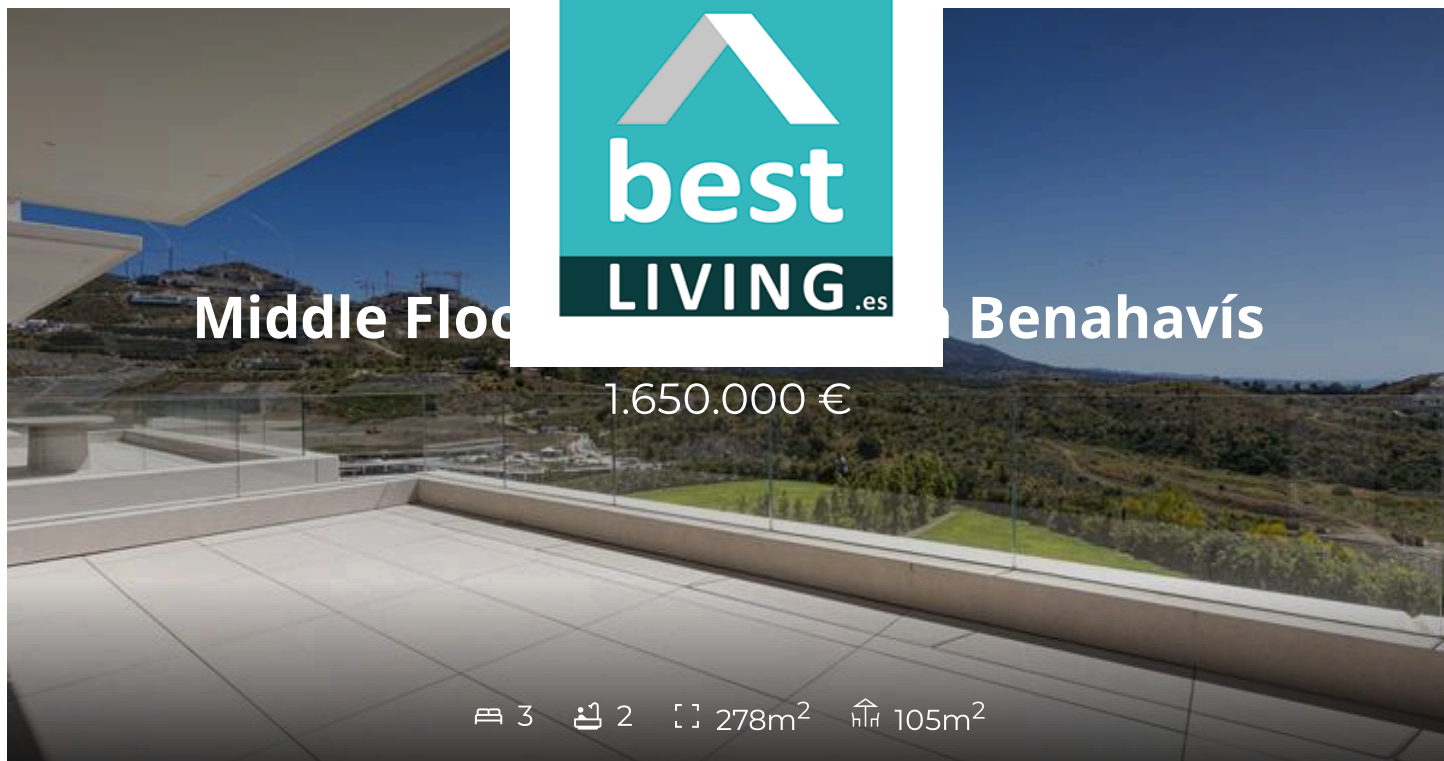 best
LIVING.es
Middle Floo Benahavís
1.650.000 €
3 2 278m² 105m²